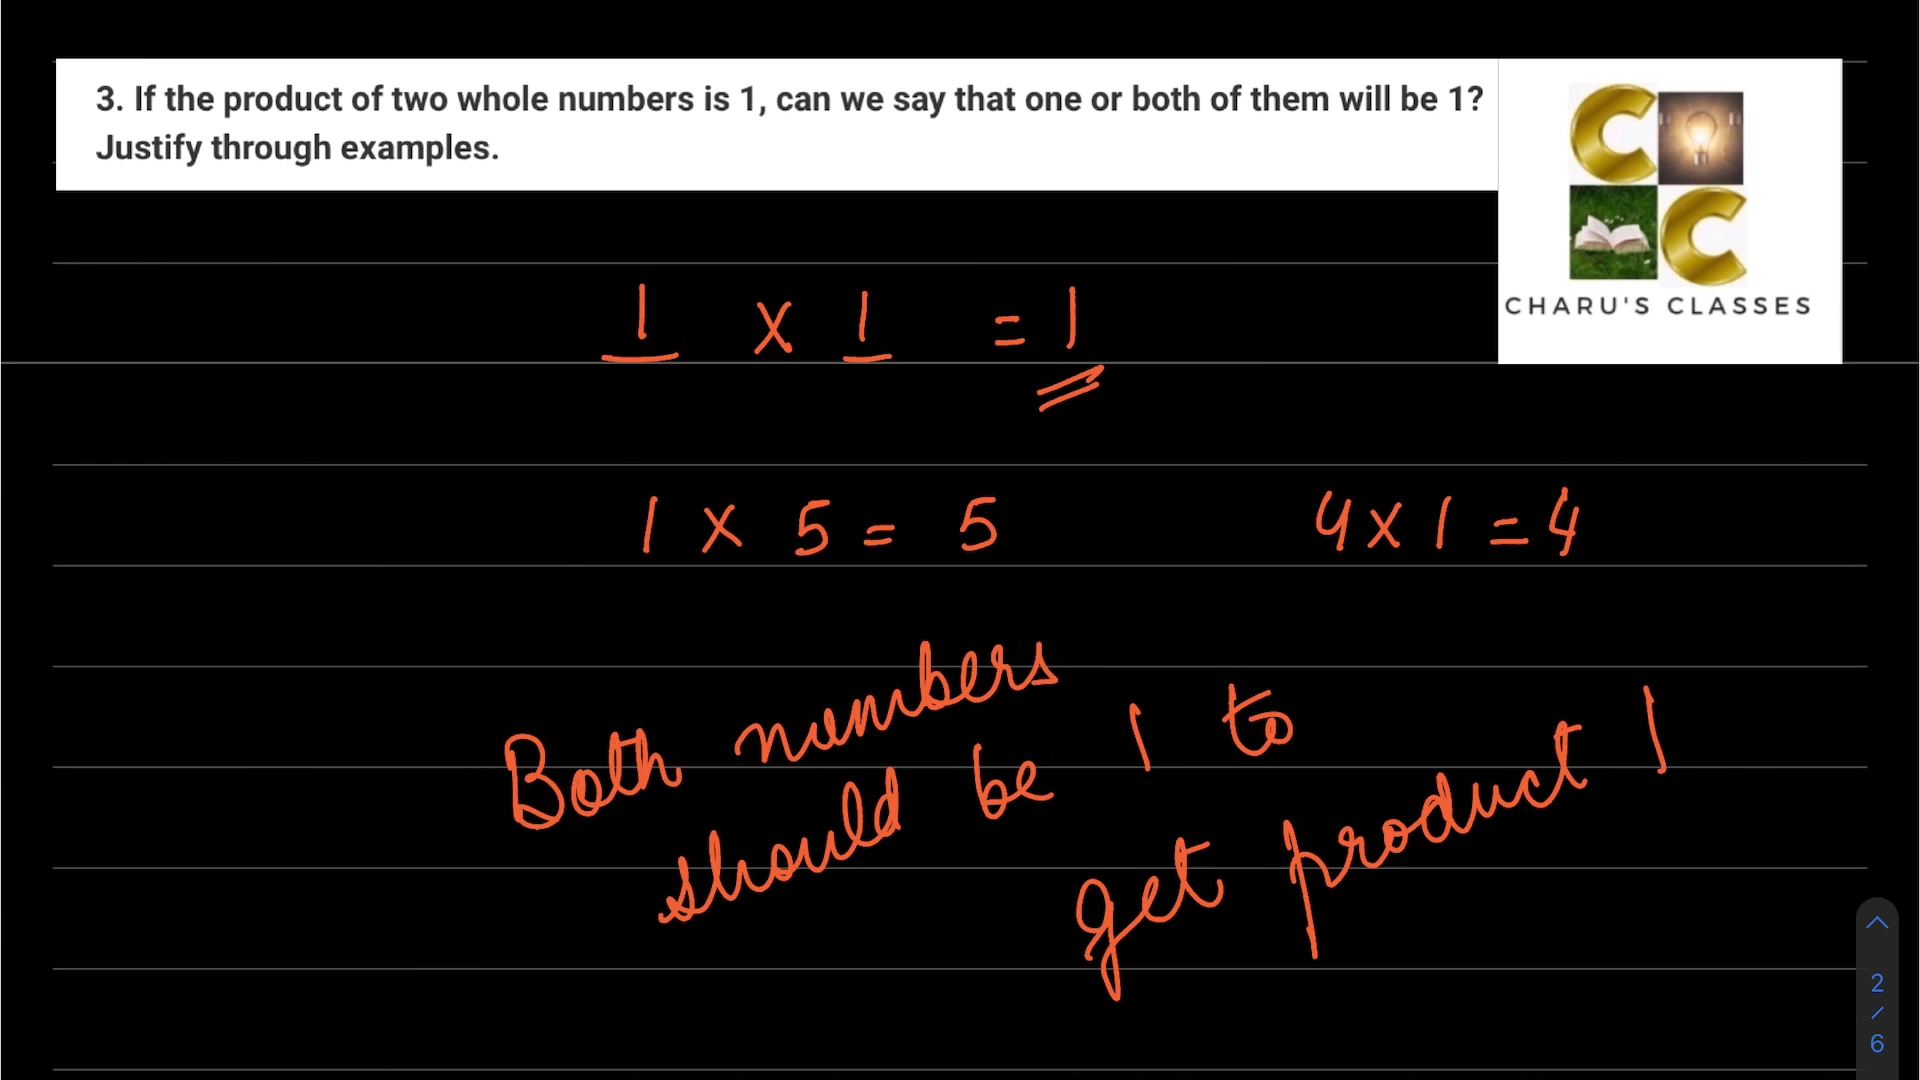 3. If the product of two whole numbers is 1, can we say that one or both of them will be 1?
Justify through examples.
C
C
CHARU'S CLASSES
1 x 1 = 1
1 x 5 = 5 4 x 1 = 4
Both numbers
should be 1 to
get product 1
2
/
6